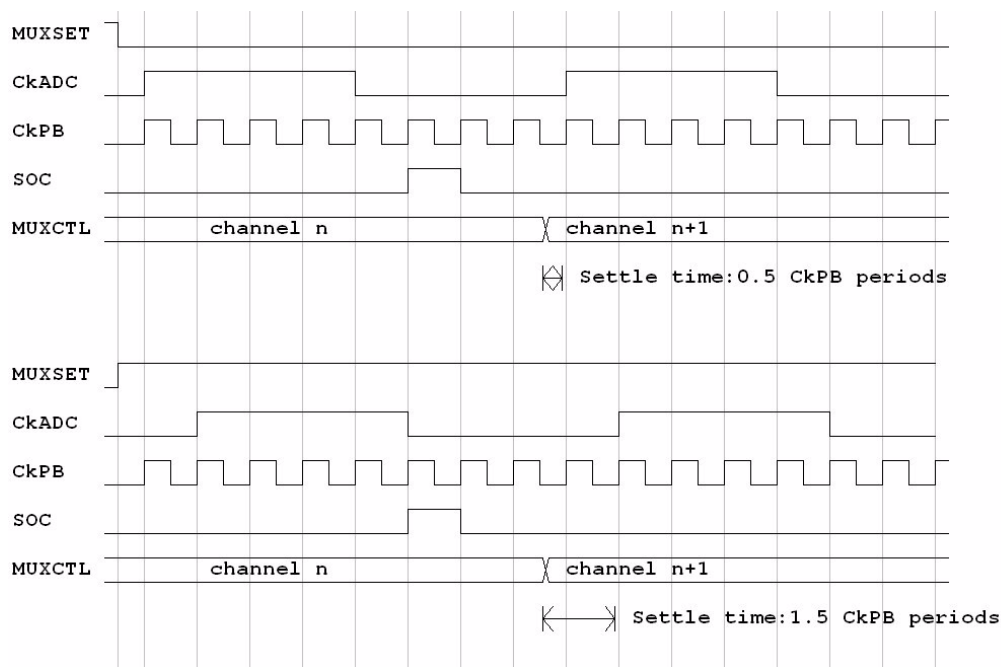 MUXSET
CkADC
CkPB
SOC
MUXCTL channel n channel n+1
Settle time:0.5 CkPB periods
MUXSET
CkADC
CkPB
SOC
MUXCTL channel n channel n+1
Settle time:1.5 CkPB periods